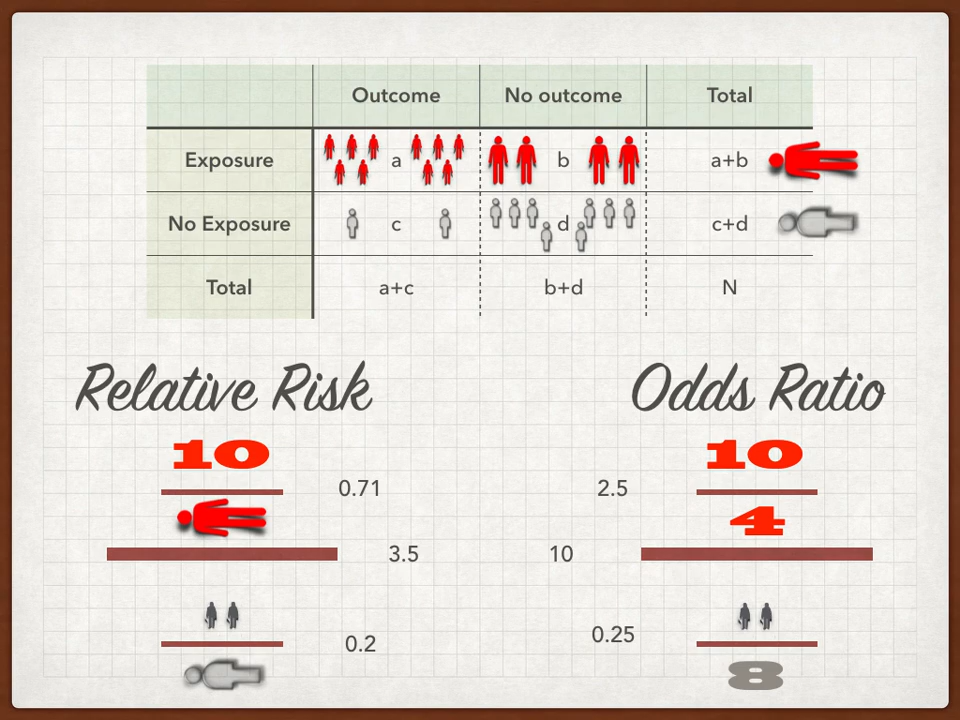 Outcome No outcome Total
Exposure a b a+b
No Exposure c d c+d
Total a+c b+d N
Relative Risk Odds Ratio
10 10
0.71 2.5
4
3.5 10
0.2 0.25
8